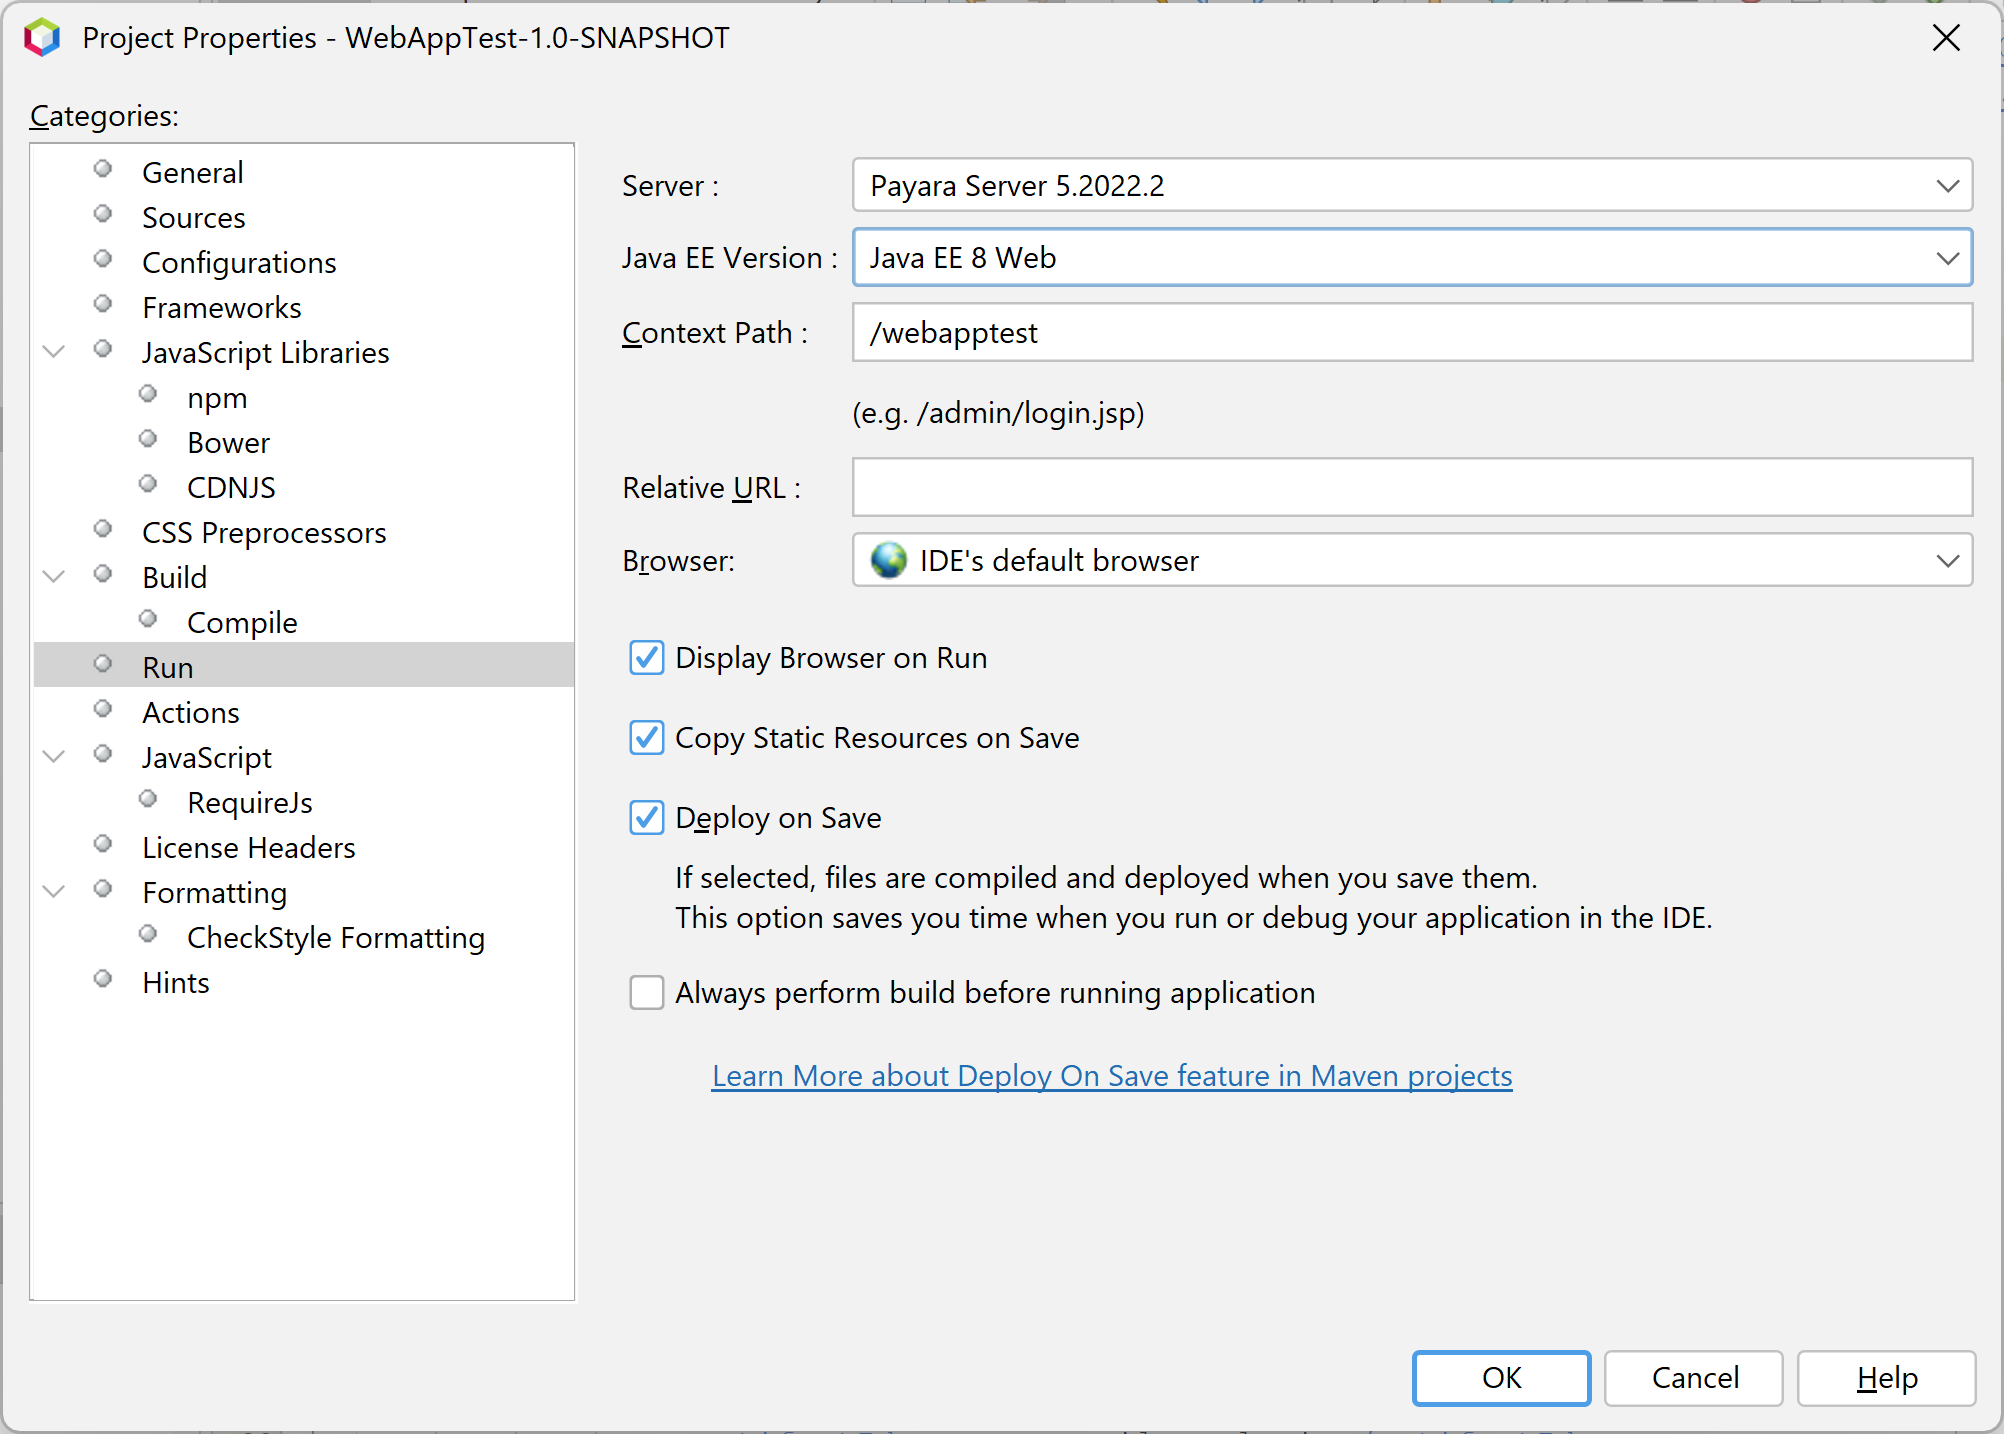 Project Properties - WebAppTest-1.0-SNAPSHOT
Categories:
General
Sources
Configurations
Frameworks
JavaScript Libraries
npm
Bower
CDNJS
CSS Preprocessors
Build
Compile
Run
Actions
JavaScript
RequireJs
License Headers
Formatting
CheckStyle Formatting
Hints
Server : Payara Server 5.2022.2
Java EE Version : Java EE 8 Web
Context Path : /webapptest
(e.g. /admin/login.jsp)
Relative URL :
Browser: IDE's default browser
Display Browser on Run
Copy Static Resources on Save
Deploy on Save
If selected, files are compiled and deployed when you save them.
This option saves you time when you run or debug your application in the IDE.
Always perform build before running application
Learn More about Deploy On Save feature in Maven projects
OK Cancel Help